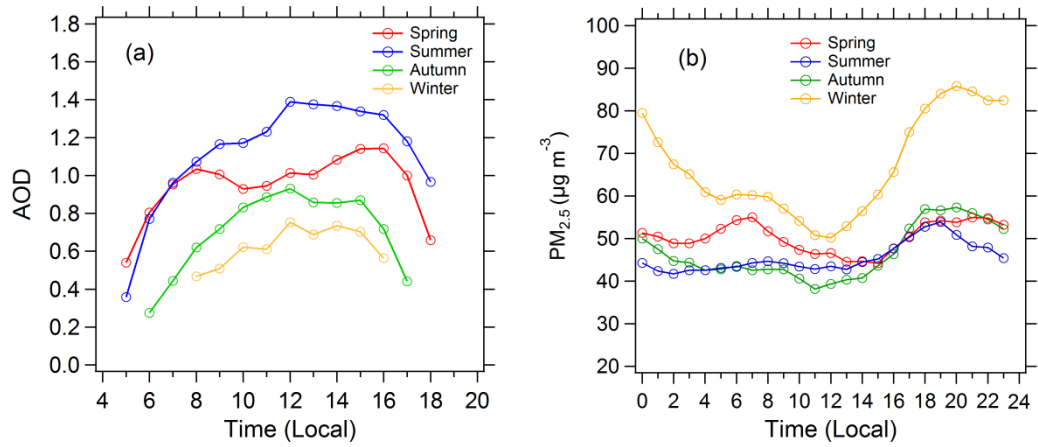 (a)
Spring
Summer
Autumn
Winter
AOD
1.8
1.6
1.4
1.2
1.0
0.8
0.6
0.4
0.2
0.0
4 6 8 10 12 14 16 18 20
Time (Local)
(b)
Spring
Summer
Autumn
Winter
PM2.5 (μg m−3)
100
90
80
70
60
50
40
30
20
0 2 4 6 8 10 12 14 16 18 20 22 24
Time (Local)